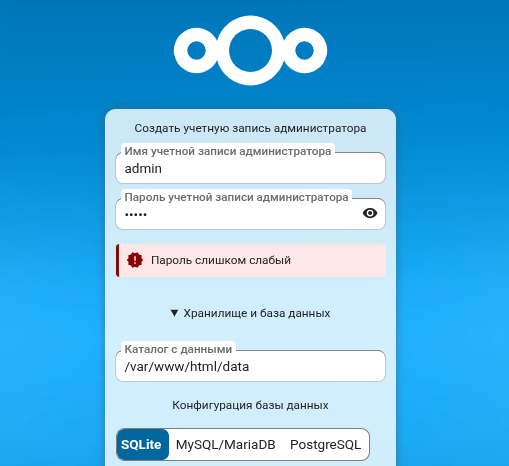 Создать учетную запись администратора
Имя учетной записи администратора
admin
Пароль учетной записи администратора
•••••
Пароль слишком слабый
▼ Хранилище и база данных
Каталог с данными
/var/www/html/data
Конфигурация базы данных
SQLite MySQL/MariaDB PostgreSQL